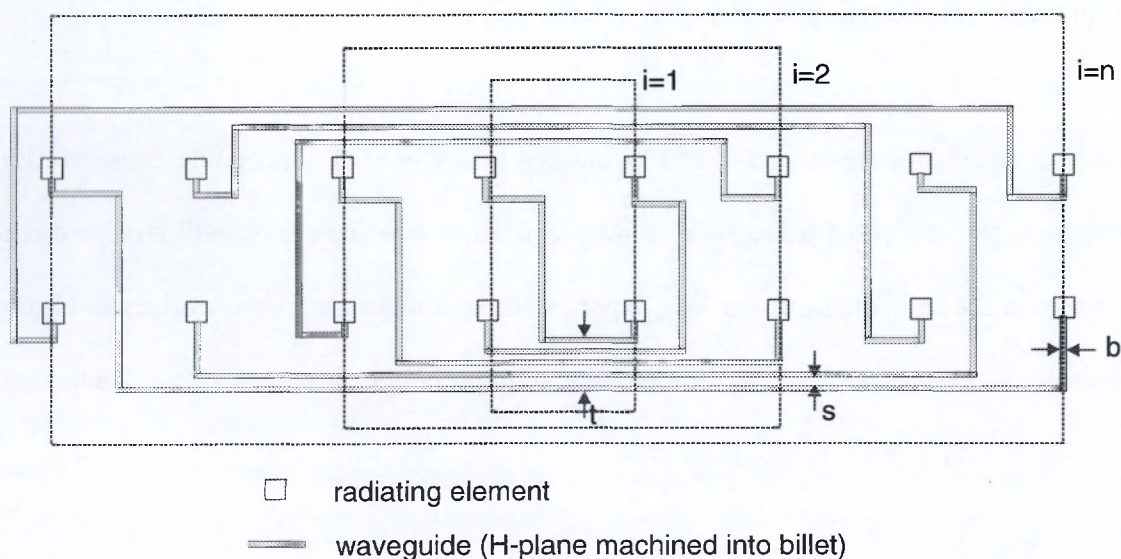 i=1
i=2
i=n
b
t
s
radiating element
waveguide (H-plane machined into billet)